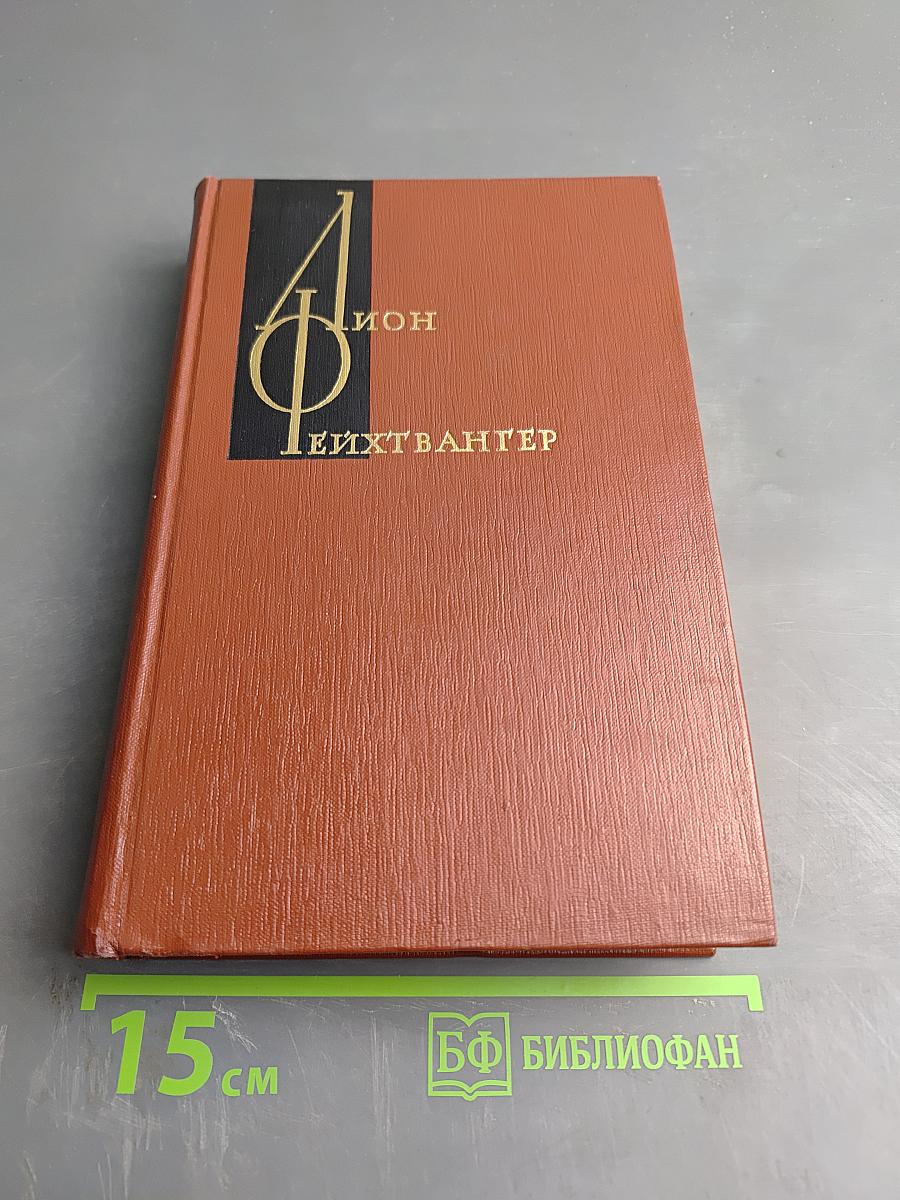 Лион
Фейхтвангер
15 см
БФ БИБЛИОФАН